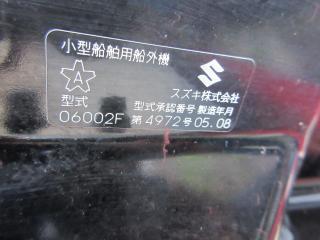 小型船舶用船外機
A
スズキ株式会社
型式 型式承認番号 製造年月
06002F 第4972号 05.08